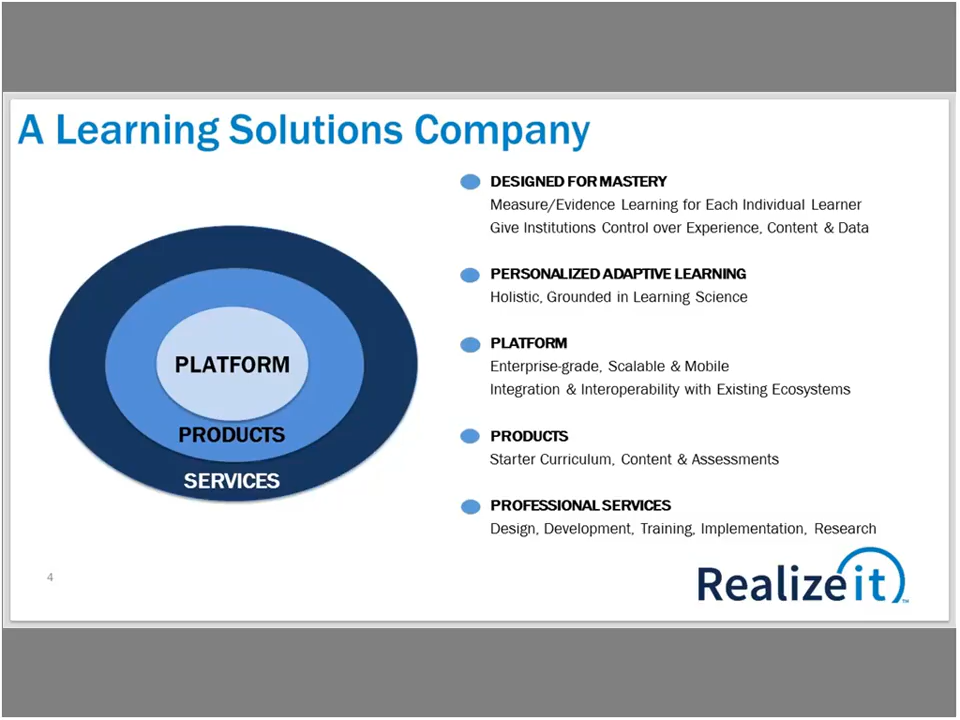 A Learning Solutions Company
PLATFORM
PRODUCTS
SERVICES
DESIGNED FOR MASTERY
Measure/Evidence Learning for Each Individual Learner
Give Institutions Control over Experience, Content & Data
PERSONALIZED ADAPTIVE LEARNING
Holistic, Grounded in Learning Science
PLATFORM
Enterprise-grade, Scalable & Mobile
Integration & Interoperability with Existing Ecosystems
PRODUCTS
Starter Curriculum, Content & Assessments
PROFESSIONAL SERVICES
Design, Development, Training, Implementation, Research
4
Realizeit™